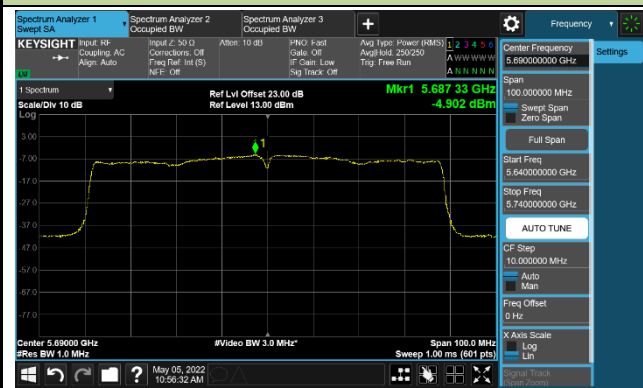 Spectrum Analyzer 1
Swept SA
Spectrum Analyzer 2
Occupied BW
Spectrum Analyzer 3
Occupied BW
Frequency
KEYSIGHT
Input: RF
Coupling: AC
Align: Auto
Input Z: 50 Ω
Corrections: Off
Freq Ref: Int (S)
NFE: Off
Atten: 10 dB
PNO: Fast
Gate: Off
IF Gain: Low
Sig Track: Off
Avg Type: Power (RMS)
Avg|Hold: 250/250
Trig: Free Run
1 2 3 4 5 6
A W W W W W
A N N N N N
1 Spectrum
Scale/Div 10 dB
Log
Ref Lvl Offset 23.00 dB
Ref Level 13.00 dBm
Mkr1 5.687 33 GHz
-4.902 dBm
3.00
-7.00
-17.0
-27.0
-37.0
-47.0
-57.0
-67.0
-77.0
1
Center 5.69000 GHz
#Res BW 1.0 MHz
#Video BW 3.0 MHz*
Span 100.0 MHz
Sweep 1.00 ms (601 pts)
May 05, 2022
10:56:32 AM
Center Frequency
5.690000000 GHz
Span
100.000000 MHz
Swept Span
Zero Span
Full Span
Start Freq
5.640000000 GHz
Stop Freq
5.740000000 GHz
AUTO TUNE
CF Step
10.000000 MHz
Auto
Man
Freq Offset
0 Hz
X Axis Scale
Log
Lin
Signal Track
(Span Zoom)
Settings